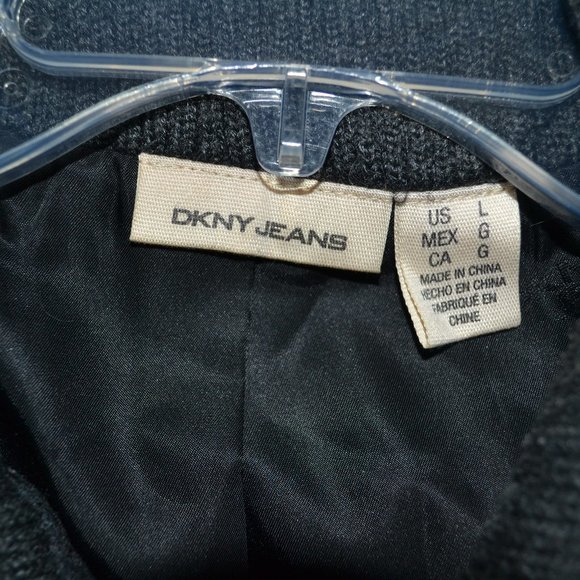 DKNY JEANS
US L
MEX G
CA G
MADE IN CHINA
HECHO EN CHINA
FABRIQUÉ EN
CHINE